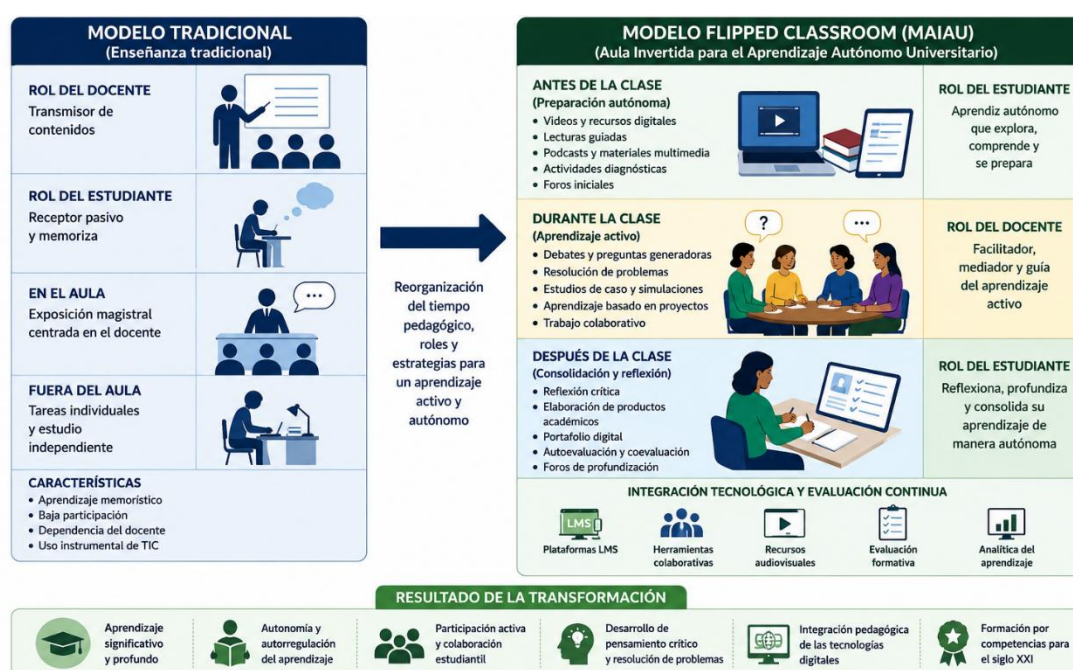 MODELO TRADICIONAL
(Enseñanza tradicional)
ROL DEL DOCENTE
Transmisor de
contenidos
ROL DEL ESTUDIANTE
Receptor pasivo
y memoriza
EN EL AULA
Exposición magistral
centrada en el docente
FUERA DEL AULA
Tareas individuales
y estudio
independiente
CARACTERÍSTICAS
• Aprendizaje memorístico
• Baja participación
• Dependencia del docente
• Uso instrumental de TIC
Reorganización
del tiempo
pedagógico,
roles y
estrategias para
un aprendizaje
activo y
autónomo
MODELO FLIPPED CLASSROOM (MAIAU)
(Aula Invertida para el Aprendizaje Autónomo Universitario)
ANTES DE LA CLASE
(Preparación autónoma)
• Videos y recursos digitales
• Lecturas guiadas
• Podcasts y materiales multimedia
• Actividades diagnósticas
• Foros iniciales
ROL DEL ESTUDIANTE
Aprendiz autónomo
que explora,
comprende y
se prepara
DURANTE LA CLASE
(Aprendizaje activo)
• Debates y preguntas generadoras
• Resolución de problemas
• Estudios de caso y simulaciones
• Aprendizaje basado en proyectos
• Trabajo colaborativo
?
...
ROL DEL DOCENTE
Facilitador,
mediador y guía
del aprendizaje
activo
DESPUÉS DE LA CLASE
(Consolidación y reflexión)
• Reflexión crítica
• Elaboración de productos
académicos
• Portafolio digital
• Autoevaluación y coevaluación
• Foros de profundización
ROL DEL ESTUDIANTE
Reflexiona, profundiza
y consolida su
aprendizaje de
manera autónoma
INTEGRACIÓN TECNOLÓGICA Y EVALUACIÓN CONTINUA
LMS
Plataformas LMS
Herramientas
colaborativas
Recursos
audiovisuales
Evaluación
formativa
Analítica del
aprendizaje
RESULTADO DE LA TRANSFORMACIÓN
Aprendizaje
significativo
y profundo
Autonomía y
autorregulación
del aprendizaje
Participación activa
y colaboración
estudiantil
Desarrollo de
pensamiento crítico
y resolución de problemas
Integración pedagógica
de las tecnologías
digitales
Formación por
competencias para
el siglo XXI